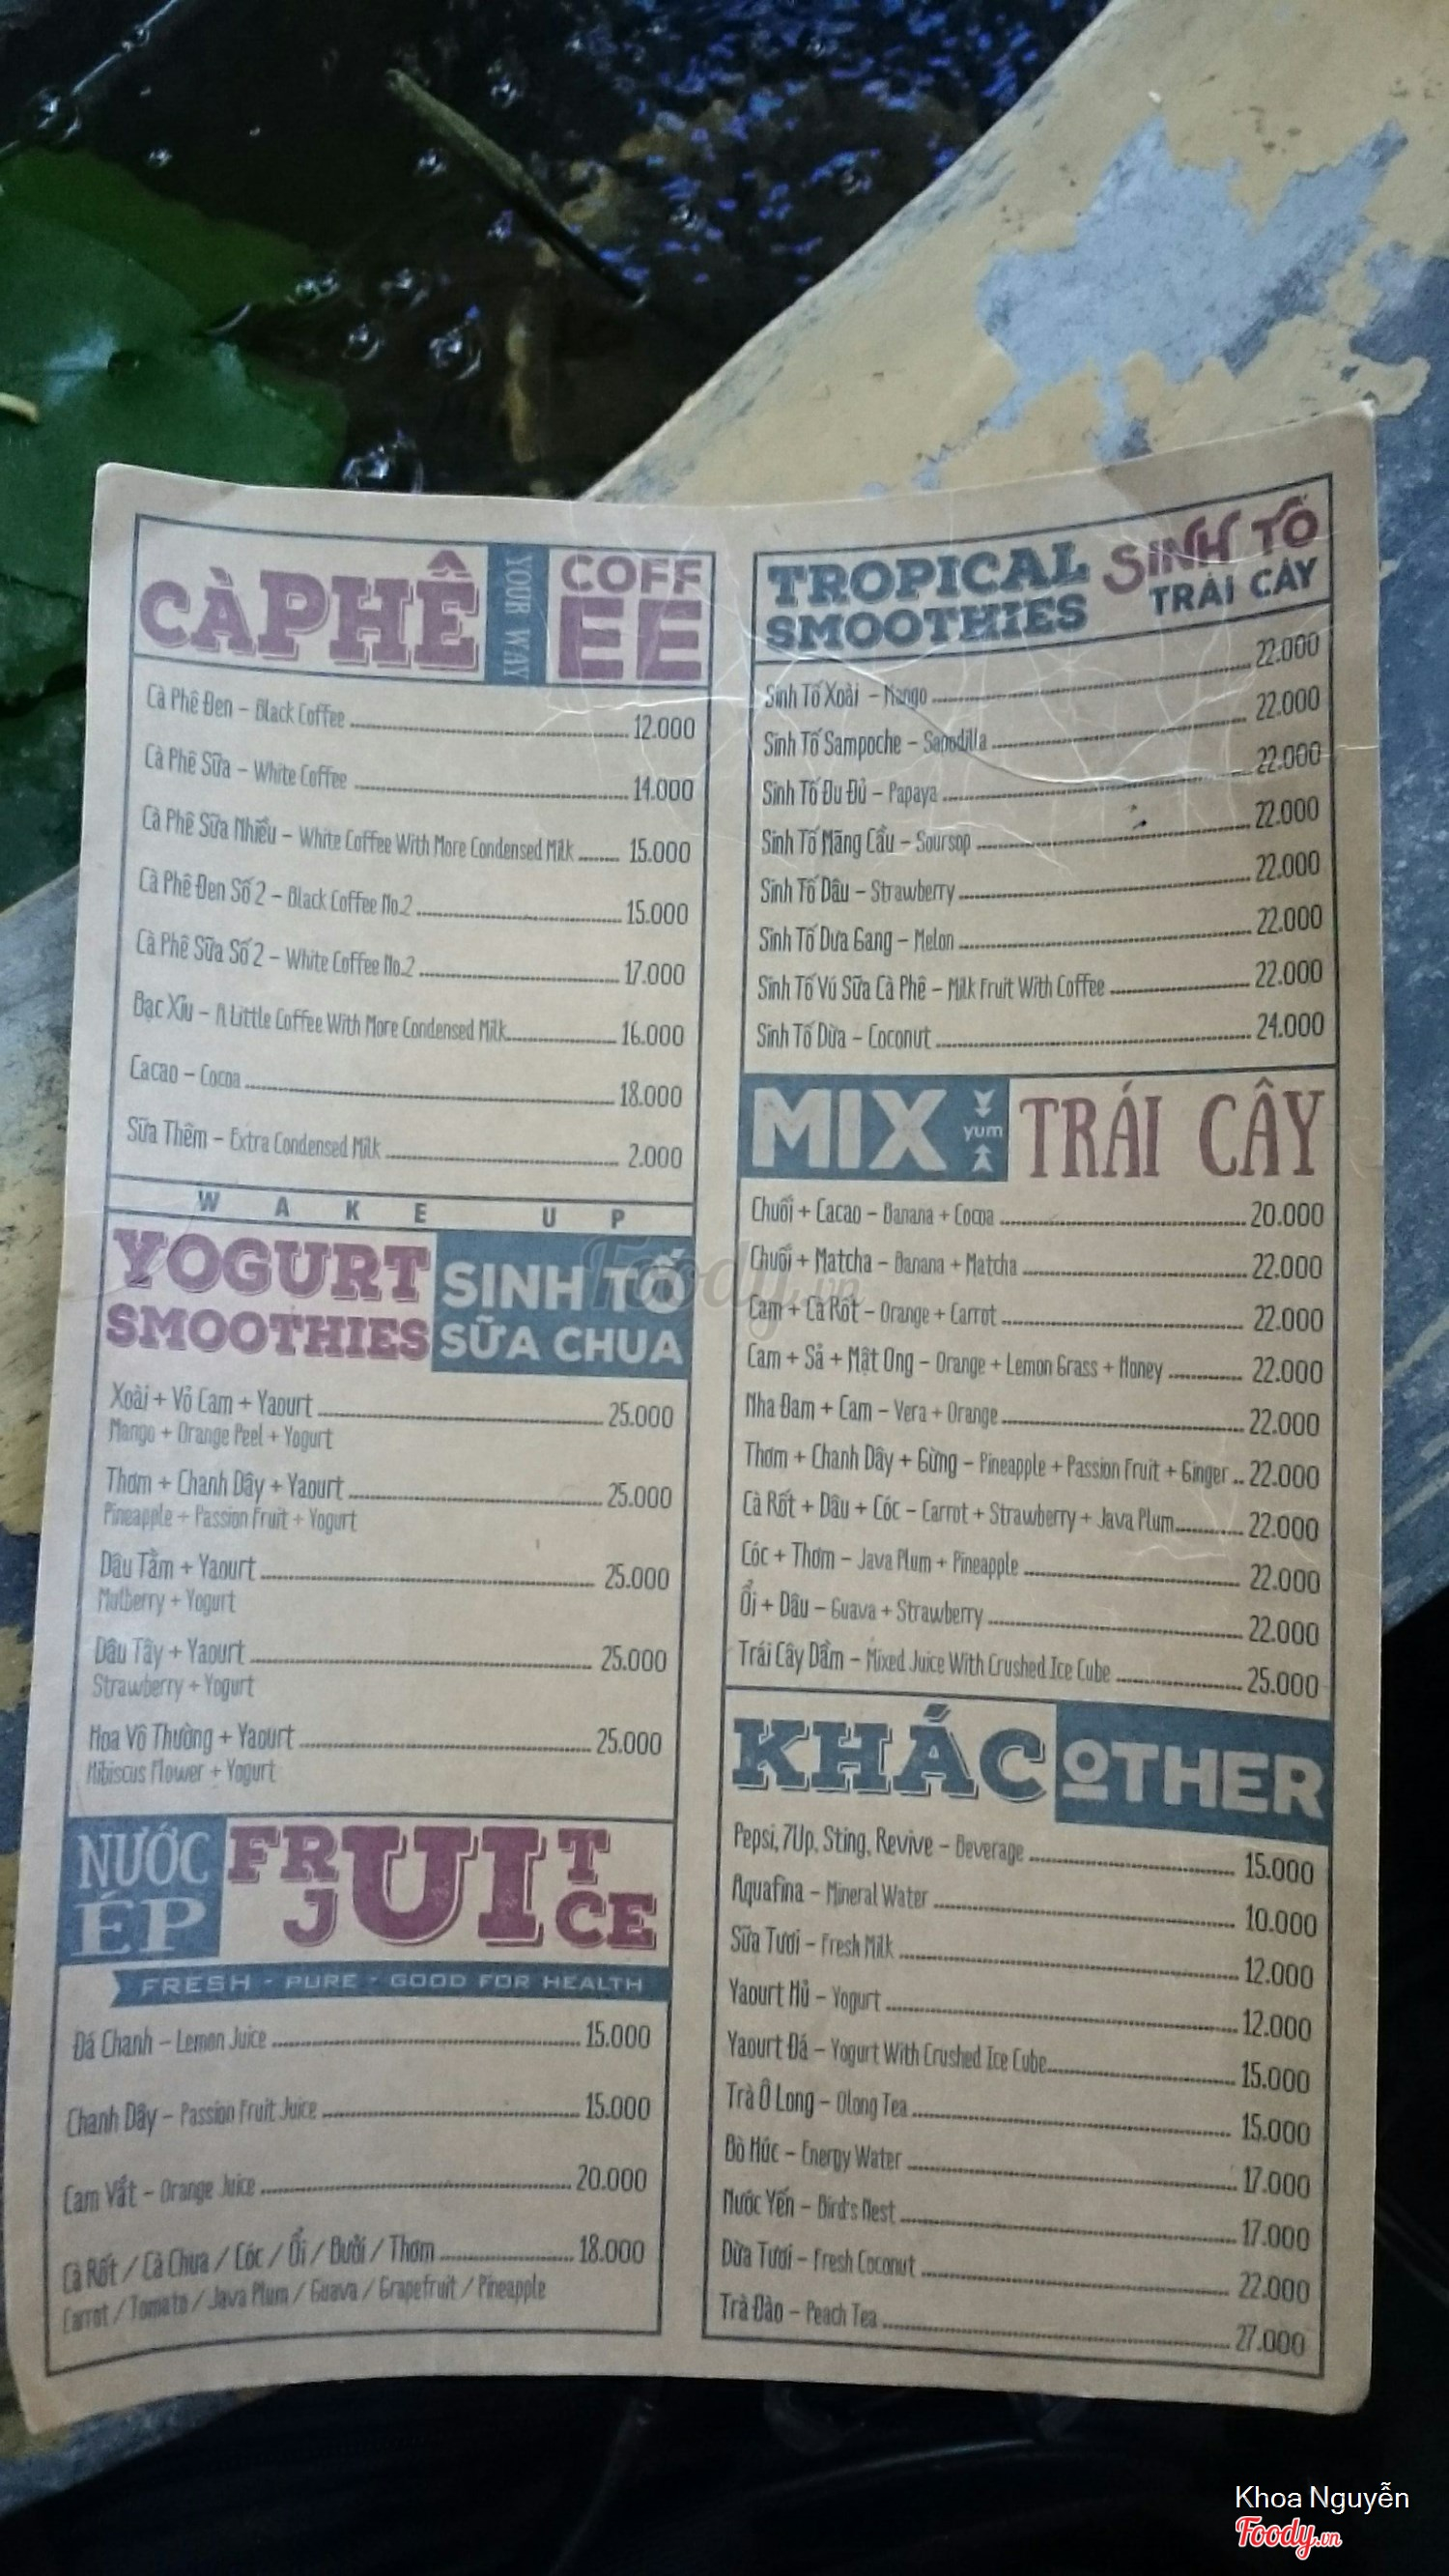 CÀ PHÊ YOUR WAY COFFEE
Cà Phê Đen – Black Coffee 12.000
Cà Phê Sữa – White Coffee 14.000
Cà Phê Sữa Nhiều – White Coffee With More Condensed Milk 15.000
Cà Phê Đen Số 2 – Black Coffee No.2 15.000
Cà Phê Sữa Số 2 – White Coffee No.2 17.000
Bạc Xỉu – A Little Coffee With More Condensed Milk 16.000
Cacao – Cocoa 18.000
Sữa Thêm – Extra Condensed Milk 2.000
WAKE UP
YOGURT SMOOTHIES
SINH TỐ SỮA CHUA
Xoài + Vỏ Cam + Yaourt 25.000
Mango + Orange Peel + Yogurt
Thơm + Chanh Dây + Yaourt 25.000
Pineapple + Passion Fruit + Yogurt
Dâu Tằm + Yaourt 25.000
Mulberry + Yogurt
Dâu Tây + Yaourt 25.000
Strawberry + Yogurt
Hoa Vô Thường + Yaourt 25.000
Hibiscus Flower + Yogurt
NƯỚC ÉP
FRUIT JUICE
FRESH - PURE - GOOD FOR HEALTH
Đá Chanh – Lemon Juice 15.000
Chanh Dây – Passion Fruit Juice 15.000
Cam Vắt – Orange Juice 20.000
Cà Rốt / Cà Chua / Cóc / Ổi / Bưởi / Thơm 18.000
Carrot / Tomato / Java Plum / Guava / Grapefruit / Pineapple
TROPICAL SMOOTHIES
SINH TỐ TRÁI CÂY
Sinh Tố Xoài – Mango 22.000
Sinh Tố Sampoche – Sapodilla 22.000
Sinh Tố Đu Đủ – Papaya 22.000
Sinh Tố Mãng Cầu – Soursop 22.000
Sinh Tố Dâu – Strawberry 22.000
Sinh Tố Dưa Gang – Melon 22.000
Sinh Tố Vú Sữa Cà Phê – Milk Fruit With Coffee 22.000
Sinh Tố Dừa – Coconut 24.000
MIX yum TRÁI CÂY
Chuối + Cacao – Banana + Cocoa 20.000
Chuối + Matcha – Banana + Matcha 22.000
Cam + Cà Rốt – Orange + Carrot 22.000
Cam + Sả + Mật Ong – Orange + Lemon Grass + Honey 22.000
Nha Đam + Cam – Vera + Orange 22.000
Thơm + Chanh Dây + Gừng – Pineapple + Passion Fruit + Ginger 22.000
Cà Rốt + Dâu + Cóc – Carrot + Strawberry + Java Plum 22.000
Cóc + Thơm – Java Plum + Pineapple 22.000
Ổi + Dâu – Guava + Strawberry 22.000
Trái Cây Dầm – Mixed Juice With Crushed Ice Cube 25.000
KHÁC OTHER
Pepsi, 7Up, Sting, Revive – Beverage 15.000
Aquafina – Mineral Water 10.000
Sữa Tươi – Fresh Milk 12.000
Yaourt Hủ – Yogurt 12.000
Yaourt Đá – Yogurt With Crushed Ice Cube 15.000
Trà Ô Long – Olong Tea 15.000
Bò Húc – Energy Water 17.000
Nước Yến – Bird's Nest 17.000
Dừa Tươi – Fresh Coconut 22.000
Trà Đào – Peach Tea 27.000
Foody.vn
Khoa Nguyễn
Foody.vn